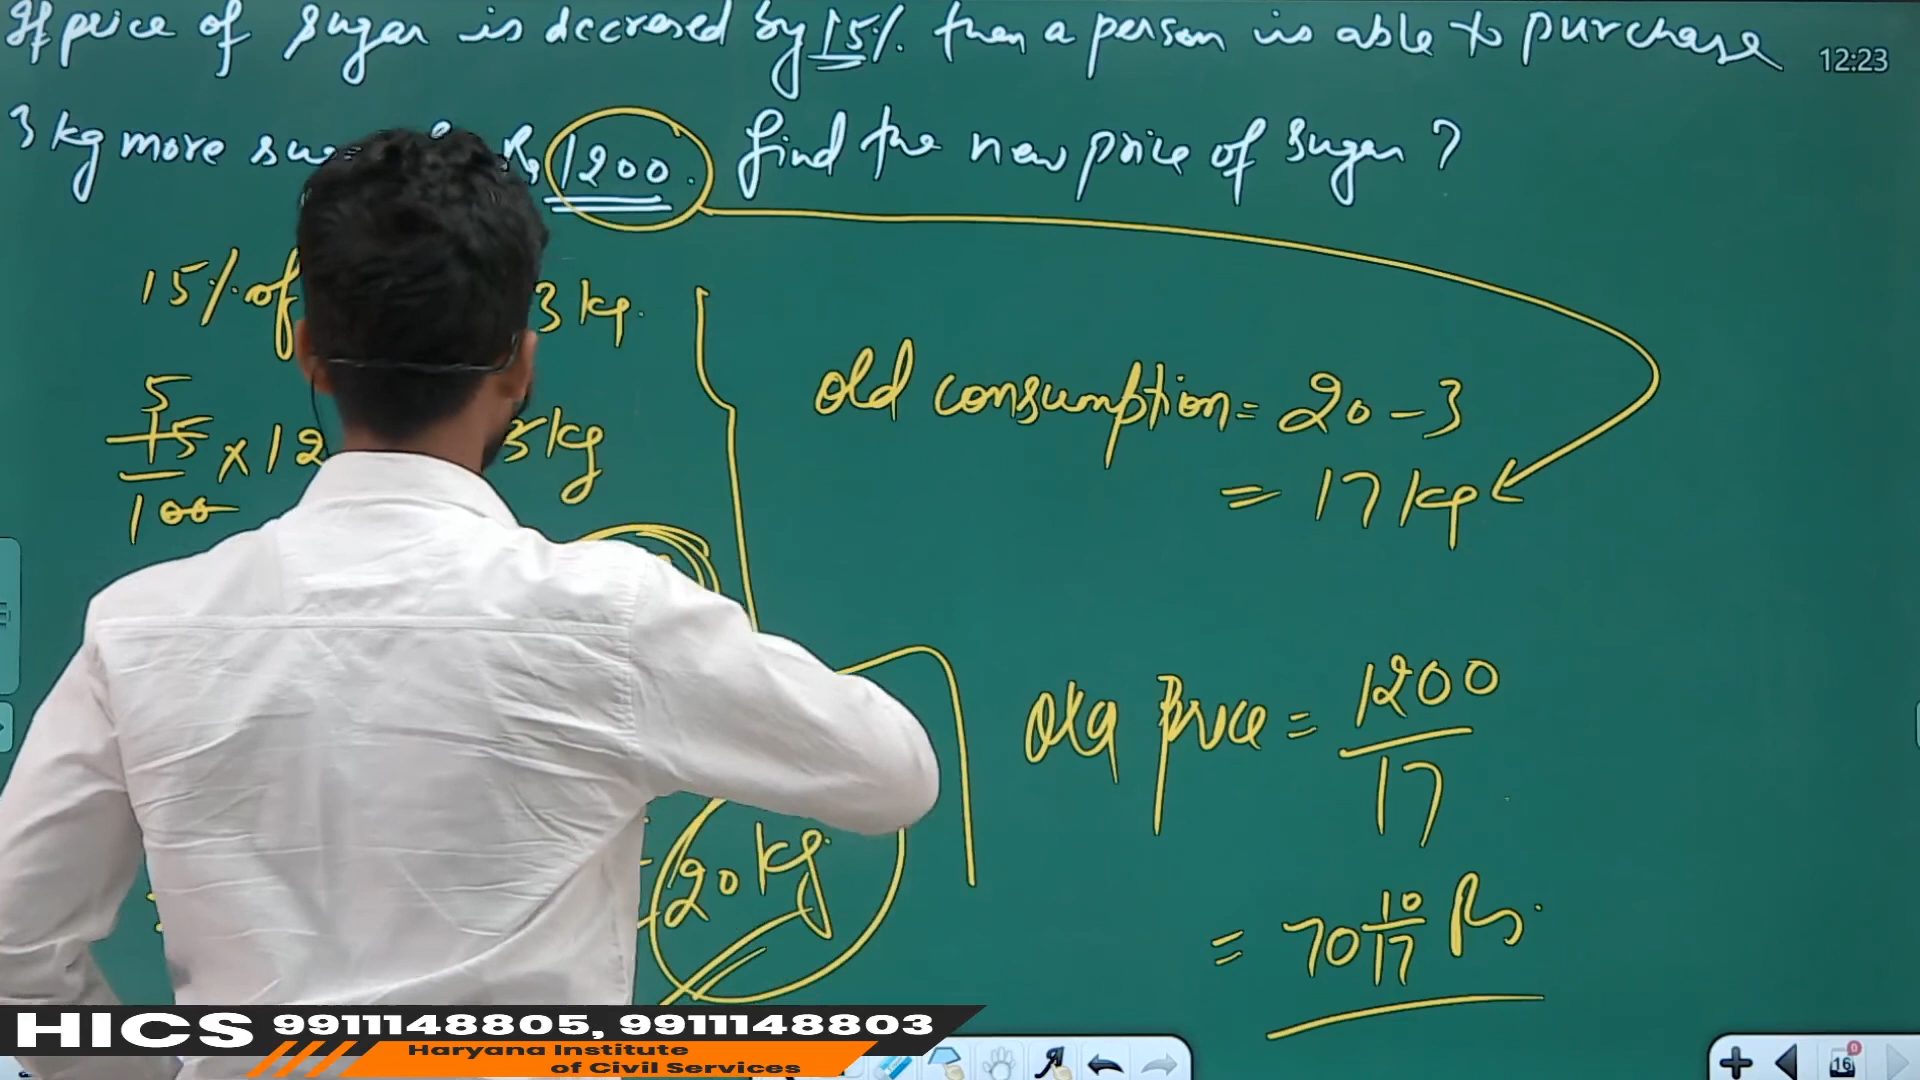 If price of sugar is decreased by 15% then a person is able to purchase
12:23
3 kg more Rs 1200. find the new price of sugar?
15% of 3 kg.
5
15 x 12 kg
100
old consumption = 20 - 3
= 17 kg
old Price = 1200
17
= 20 kg.
= 70 10/17 Rs.
HICS 9911148805, 9911148803
Haryana Institute
of Civil Services
16